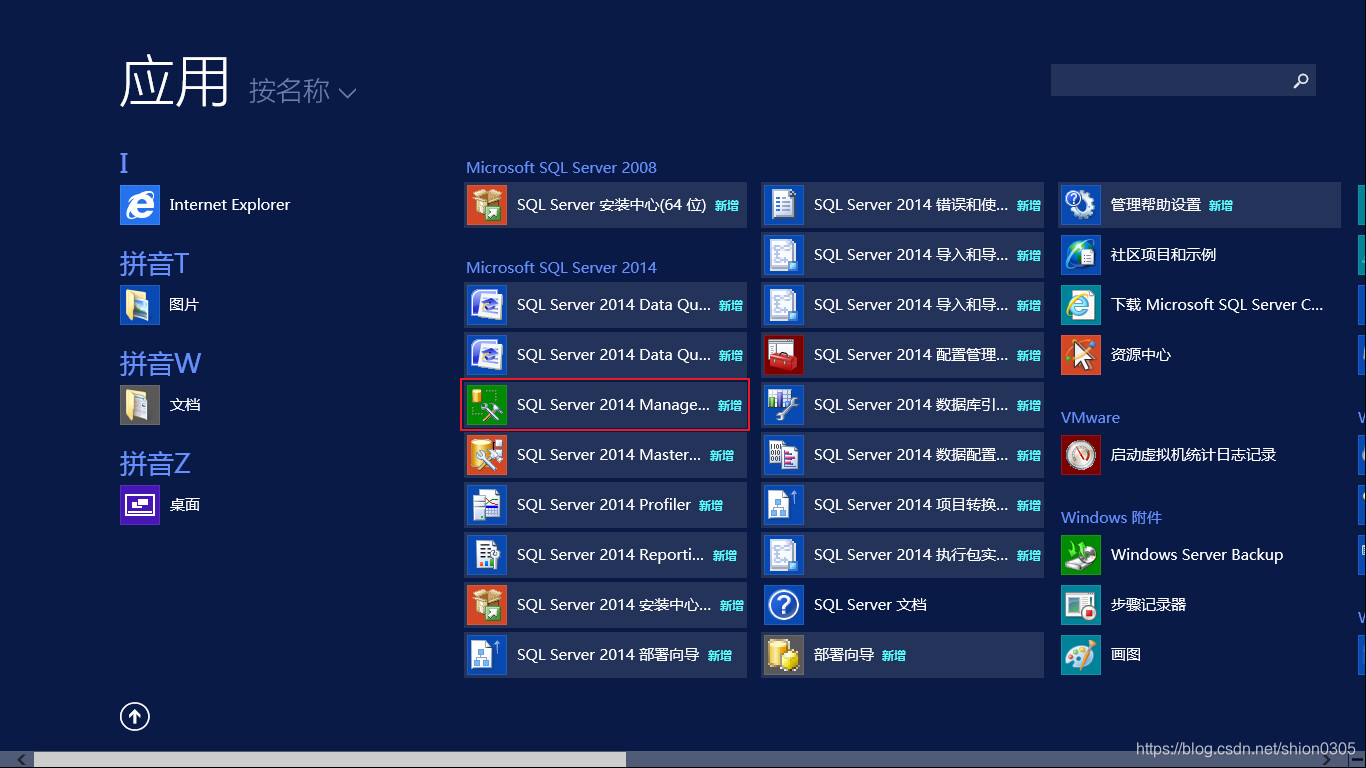 应用 按名称
I
Internet Explorer
拼音T
图片
拼音W
文档
拼音Z
桌面
Microsoft SQL Server 2008
SQL Server 安装中心(64 位) 新增
Microsoft SQL Server 2014
SQL Server 2014 Data Qu... 新增
SQL Server 2014 Data Qu... 新增
SQL Server 2014 Manage... 新增
SQL Server 2014 Master... 新增
SQL Server 2014 Profiler 新增
SQL Server 2014 Reporti... 新增
SQL Server 2014 安装中心... 新增
SQL Server 2014 部署向导 新增
SQL Server 2014 错误和使... 新增
SQL Server 2014 导入和导... 新增
SQL Server 2014 导入和导... 新增
SQL Server 2014 配置管理... 新增
SQL Server 2014 数据库引... 新增
SQL Server 2014 数据配置... 新增
SQL Server 2014 项目转换... 新增
SQL Server 2014 执行包实... 新增
SQL Server 文档
部署向导 新增
管理帮助设置 新增
社区项目和示例
下载 Microsoft SQL Server C...
资源中心
VMware
启动虚拟机统计日志记录
Windows 附件
Windows Server Backup
步骤记录器
画图
https://blog.csdn.net/shion0305